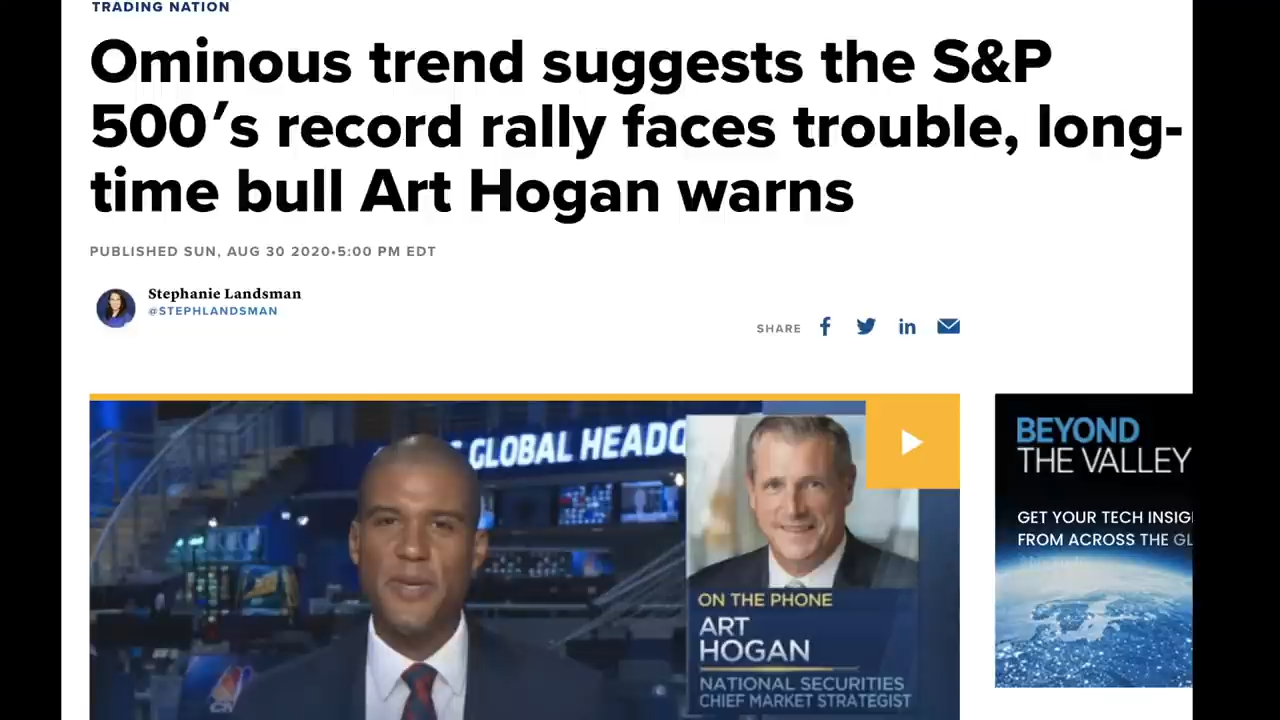 TRADING NATION
Ominous trend suggests the S&P
500′s record rally faces trouble, long-
time bull Art Hogan warns
PUBLISHED SUN, AUG 30 2020•5:00 PM EDT
Stephanie Landsman
@STEPHLANDSMAN
SHARE
GLOBAL HEADQ
ON THE PHONE
ART
HOGAN
NATIONAL SECURITIES
CHIEF MARKET STRATEGIST
BEYOND
THE VALLEY
GET YOUR TECH INSIG
FROM ACROSS THE GL